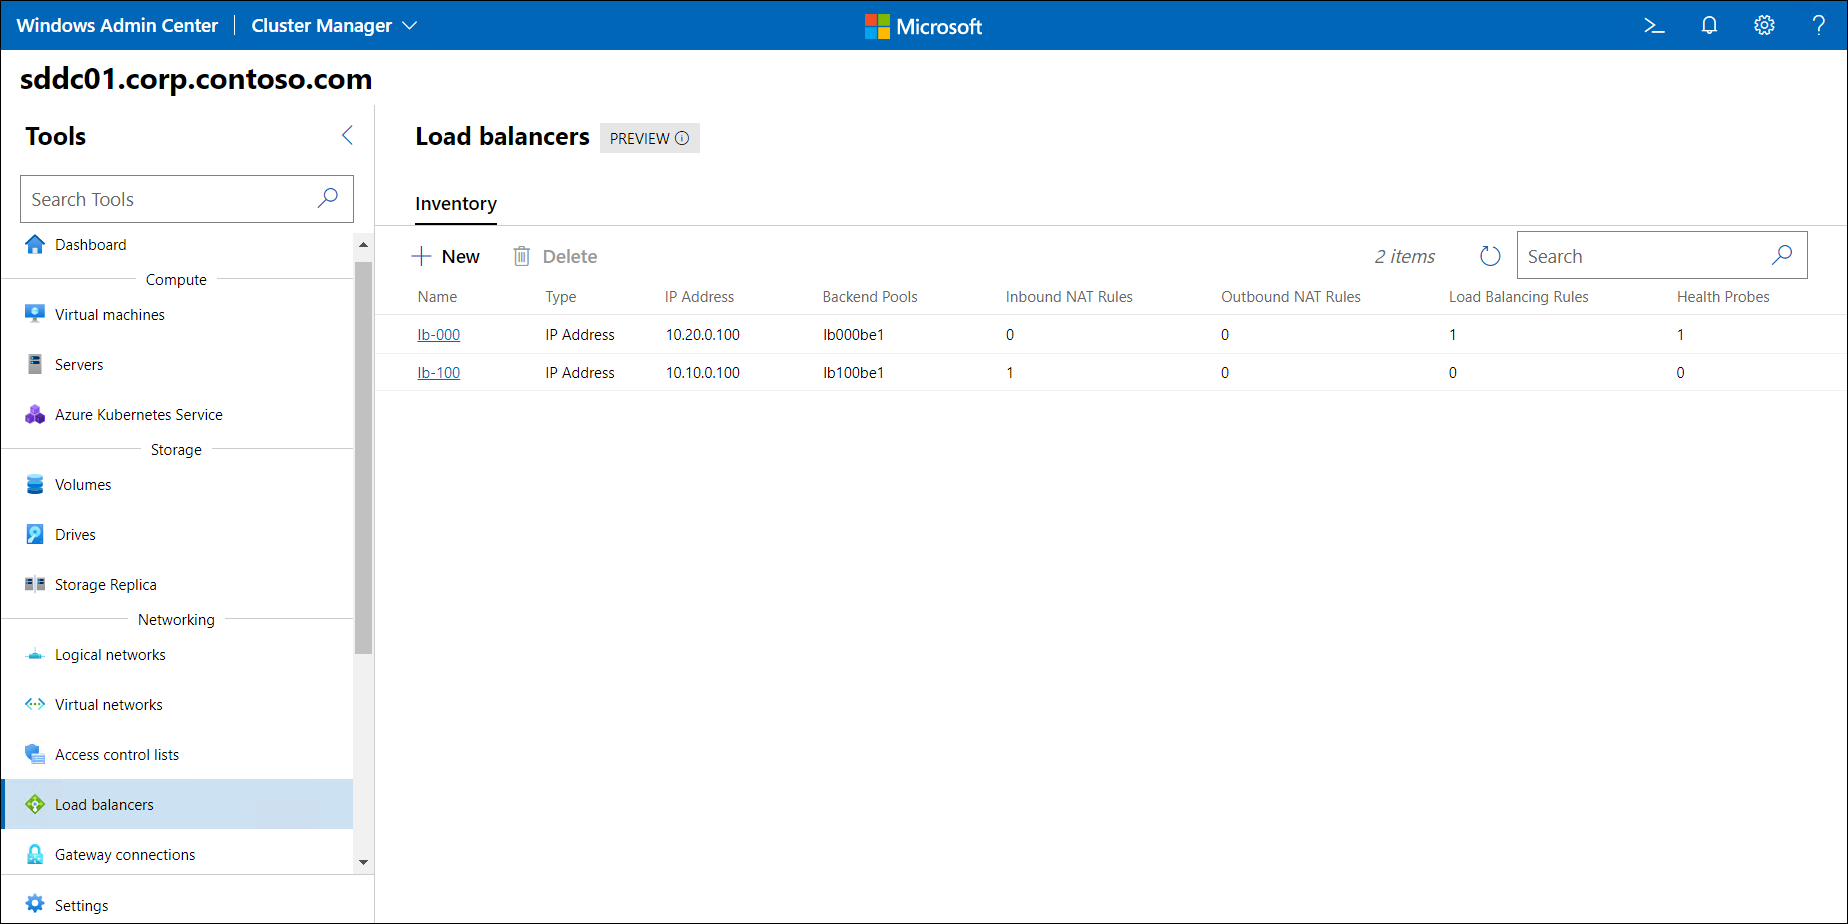 Windows Admin Center Cluster Manager Microsoft
sddc01.corp.contoso.com
Tools
Search Tools
Dashboard
Compute
Virtual machines
Servers
Azure Kubernetes Service
Storage
Volumes
Drives
Storage Replica
Networking
Logical networks
Virtual networks
Access control lists
Load balancers
Gateway connections
Settings
Load balancers PREVIEW
Inventory
New Delete 2 items Search
Name Type IP Address Backend Pools Inbound NAT Rules Outbound NAT Rules Load Balancing Rules Health Probes
lb-000 IP Address 10.20.0.100 lb000be1 0 0 1 1
lb-100 IP Address 10.10.0.100 lb100be1 1 0 0 0